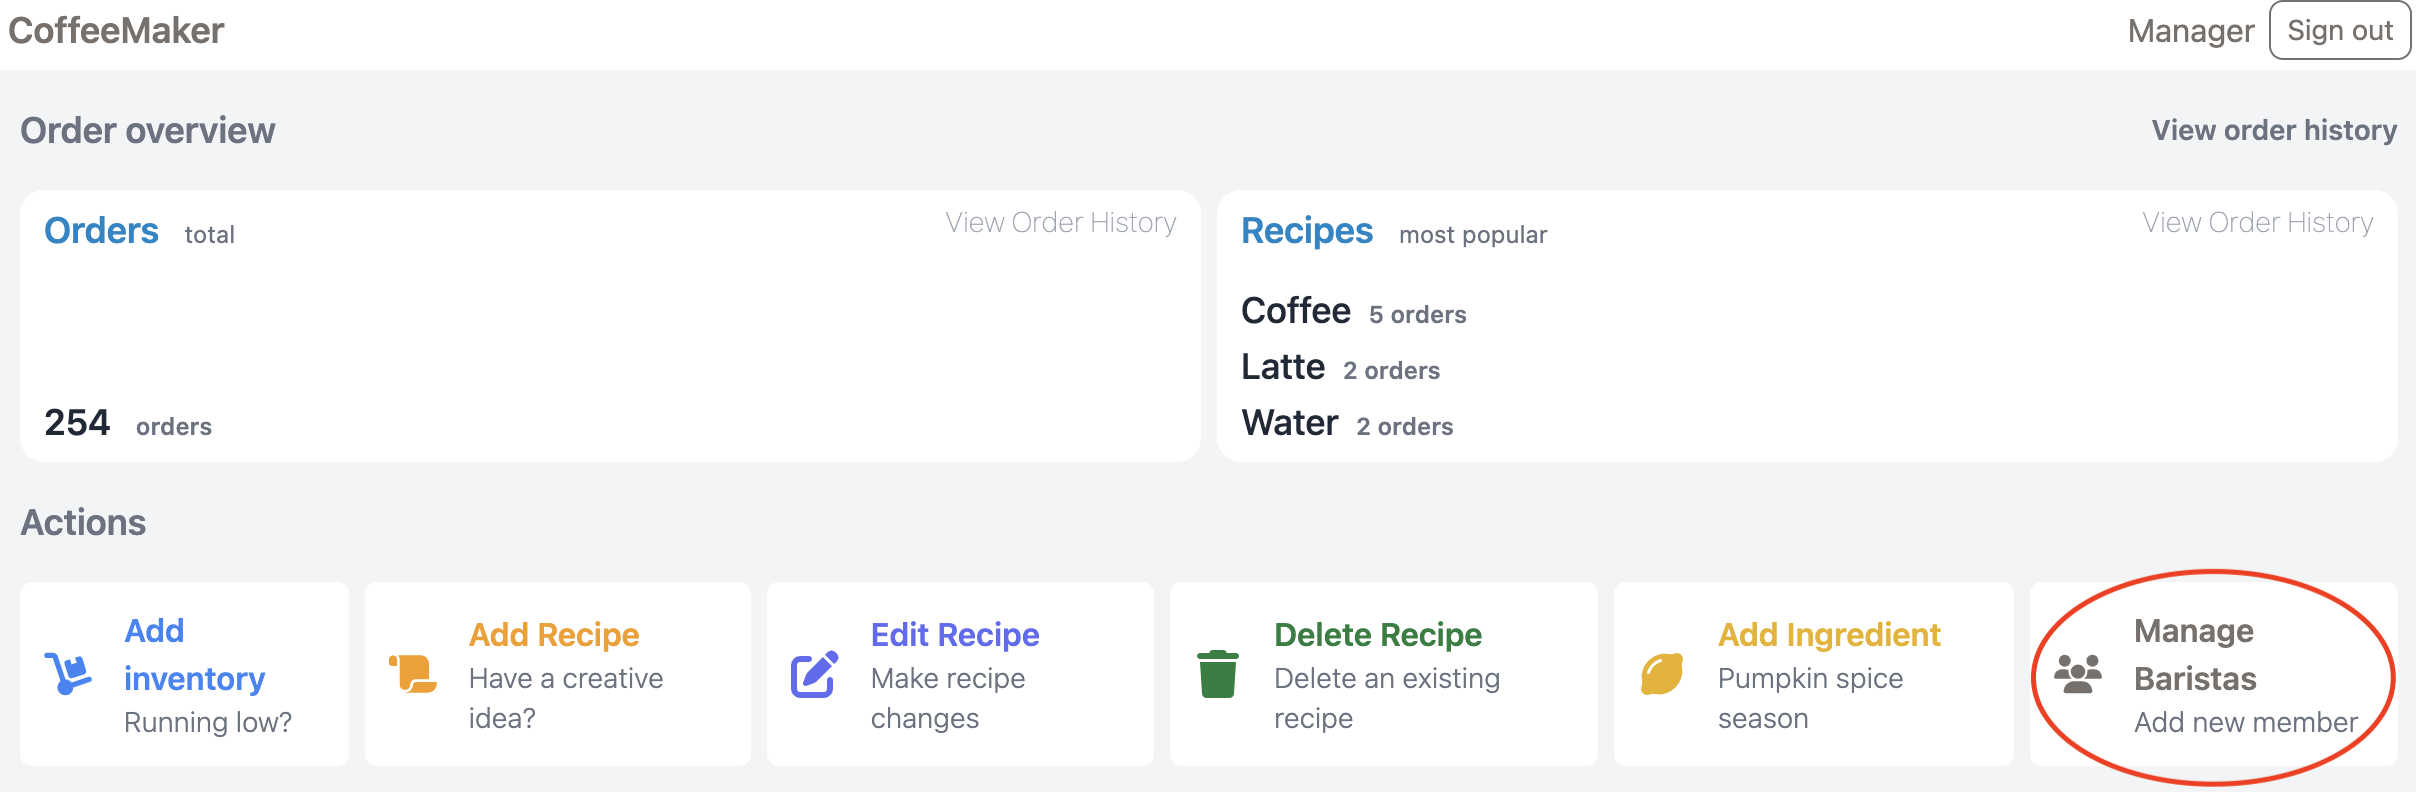 CoffeeMaker
Manager
Sign out
Order overview
View order history
Orders total
View Order History
254 orders
Recipes most popular
View Order History
Coffee 5 orders
Latte 2 orders
Water 2 orders
Actions
Add
inventory
Running low?
Add Recipe
Have a creative
idea?
Edit Recipe
Make recipe
changes
Delete Recipe
Delete an existing
recipe
Add Ingredient
Pumpkin spice
season
Manage
Baristas
Add new member